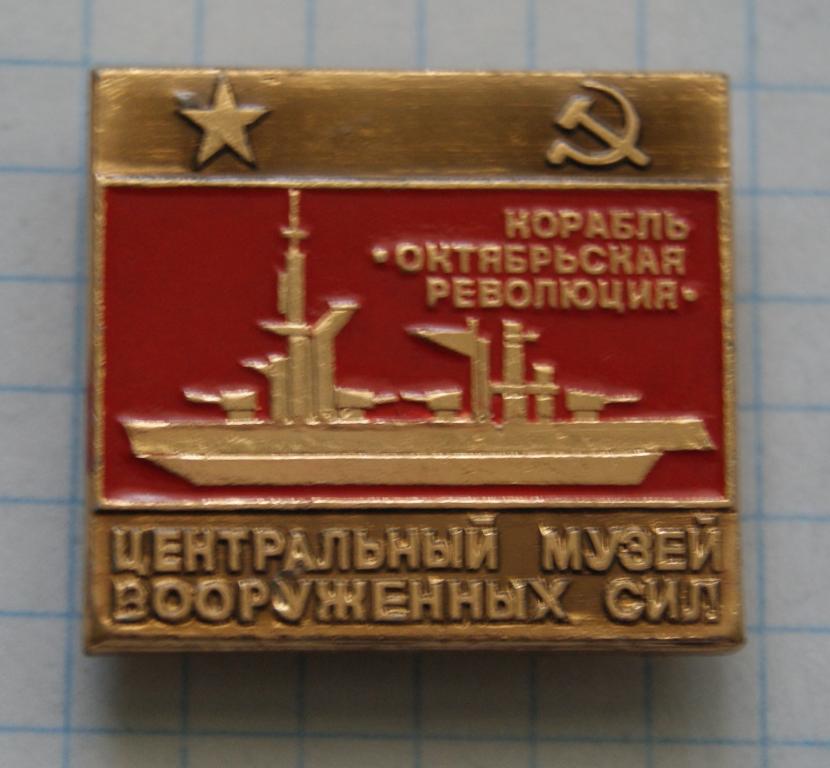 КОРАБЛЬ
•ОКТЯБРЬСКАЯ
РЕВОЛЮЦИЯ•
ЦЕНТРАЛЬНЫЙ МУЗЕЙ
ВООРУЖЕННЫХ СИЛ